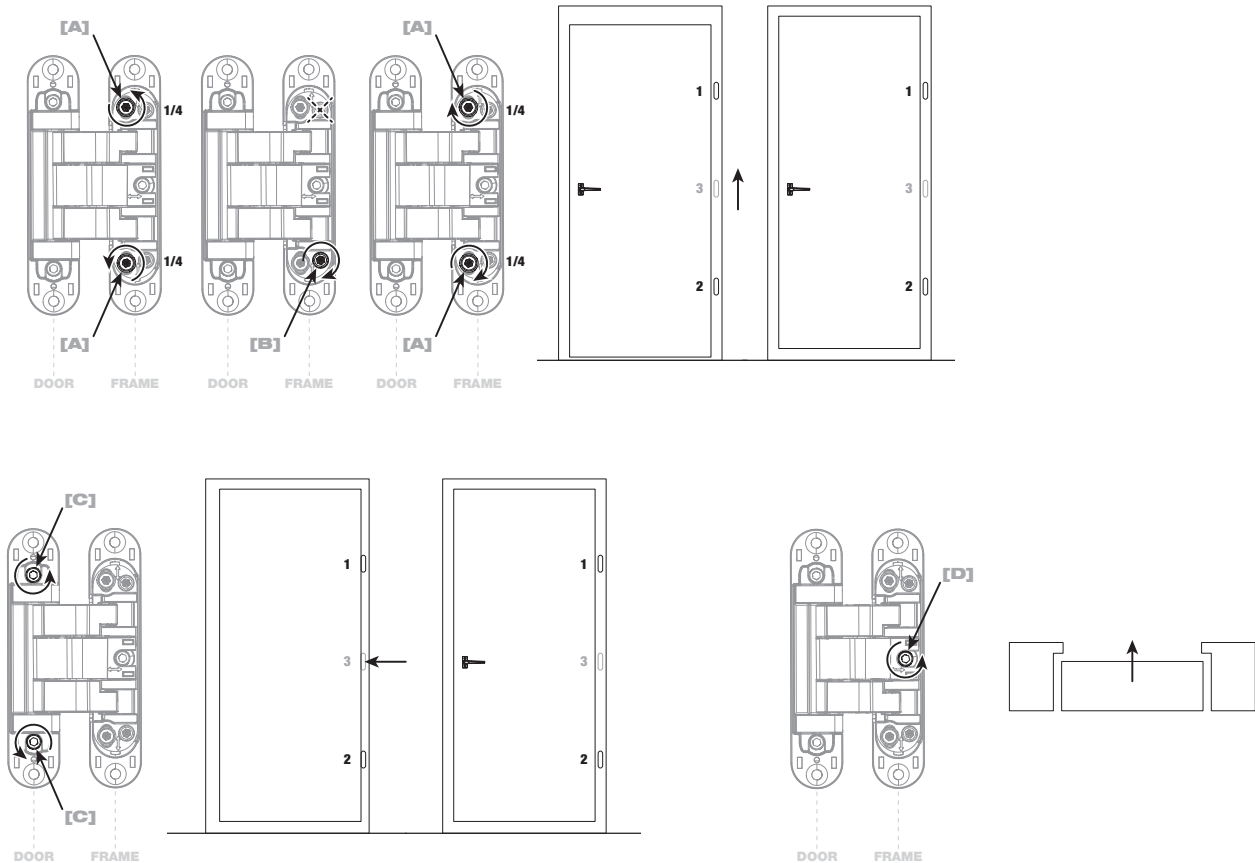 [A]
[A]
1/4
1/4
1/4
1/4
[A]
[B]
[A]
DOOR
FRAME
DOOR
FRAME
DOOR
FRAME
1
3
2
1
3
2
[C]
[C]
DOOR
FRAME
1
3
2
1
3
2
[D]
DOOR
FRAME